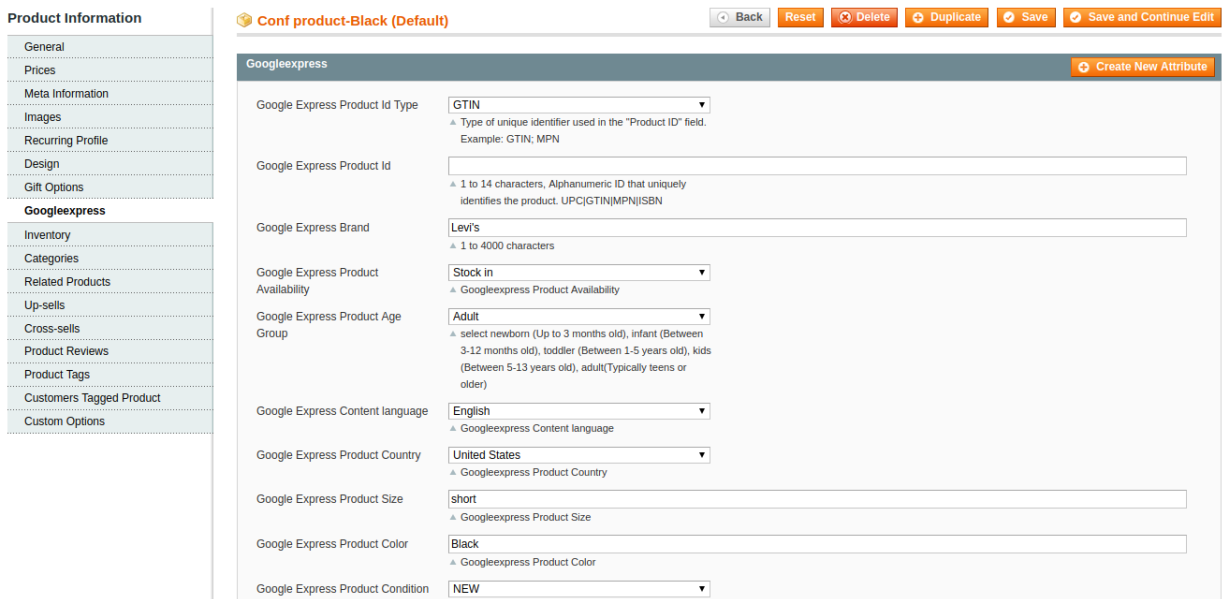 Product Information
General
Prices
Meta Information
Images
Recurring Profile
Design
Gift Options
Googleexpress
Inventory
Categories
Related Products
Up-sells
Cross-sells
Product Reviews
Product Tags
Customers Tagged Product
Custom Options
Conf product-Black (Default)
Back Reset Delete Duplicate Save Save and Continue Edit
Googleexpress
Create New Attribute
Google Express Product Id Type GTIN
Type of unique identifier used in the "Product ID" field.
Example: GTIN; MPN
Google Express Product Id
1 to 14 characters, Alphanumeric ID that uniquely
identifies the product. UPC|GTIN|MPN|ISBN
Google Express Brand Levi's
1 to 4000 characters
Google Express Product
Availability
Stock in
Googleexpress Product Availability
Google Express Product Age
Group
Adult
select newborn (Up to 3 months old), infant (Between
3-12 months old), toddler (Between 1-5 years old), kids
(Between 5-13 years old), adult(Typically teens or
older)
Google Express Content language English
Googleexpress Content language
Google Express Product Country United States
Googleexpress Product Country
Google Express Product Size short
Googleexpress Product Size
Google Express Product Color Black
Googleexpress Product Color
Google Express Product Condition NEW